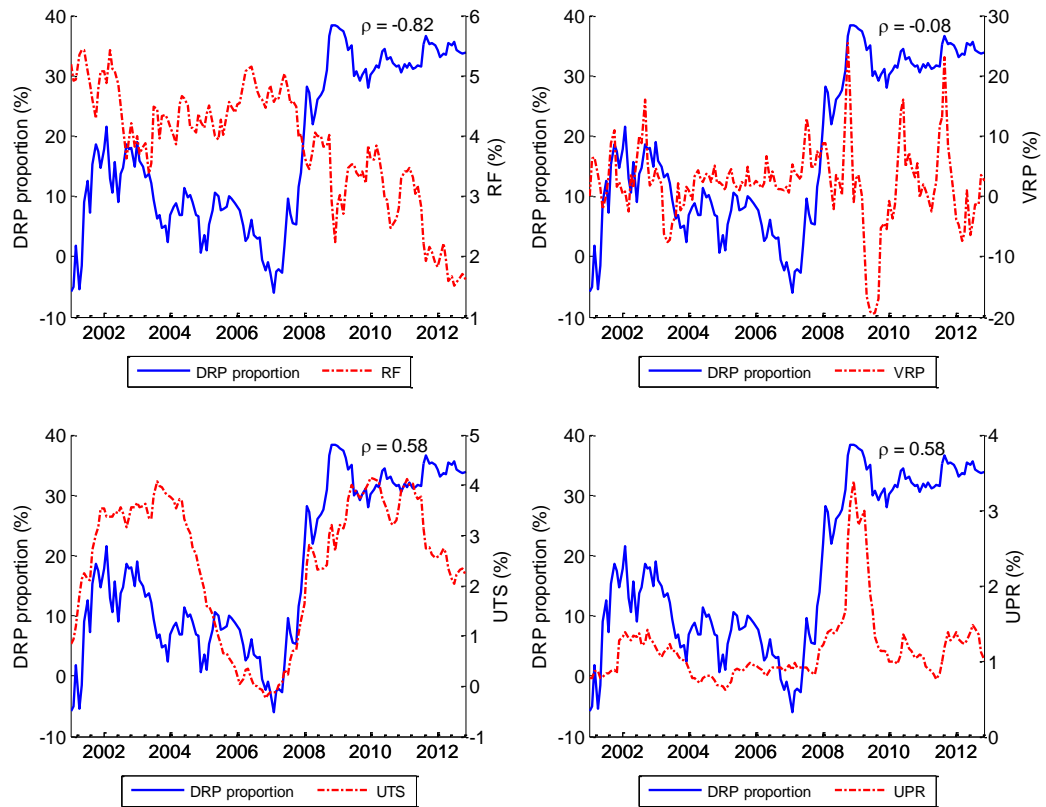 ρ = -0.82
DRP proportion (%)
40
30
20
10
0
-10
6
5
4
3
2
1
RF (%)
2002 2004 2006 2008 2010 2012
DRP proportion RF
ρ = -0.08
DRP proportion (%)
40
30
20
10
0
-10
30
20
10
0
-10
-20
VRP (%)
2002 2004 2006 2008 2010 2012
DRP proportion VRP
ρ = 0.58
DRP proportion (%)
40
30
20
10
0
-10
5
4
3
2
1
0
-1
UTS (%)
2002 2004 2006 2008 2010 2012
DRP proportion UTS
ρ = 0.58
DRP proportion (%)
40
30
20
10
0
-10
4
3
2
1
0
UPR (%)
2002 2004 2006 2008 2010 2012
DRP proportion UPR